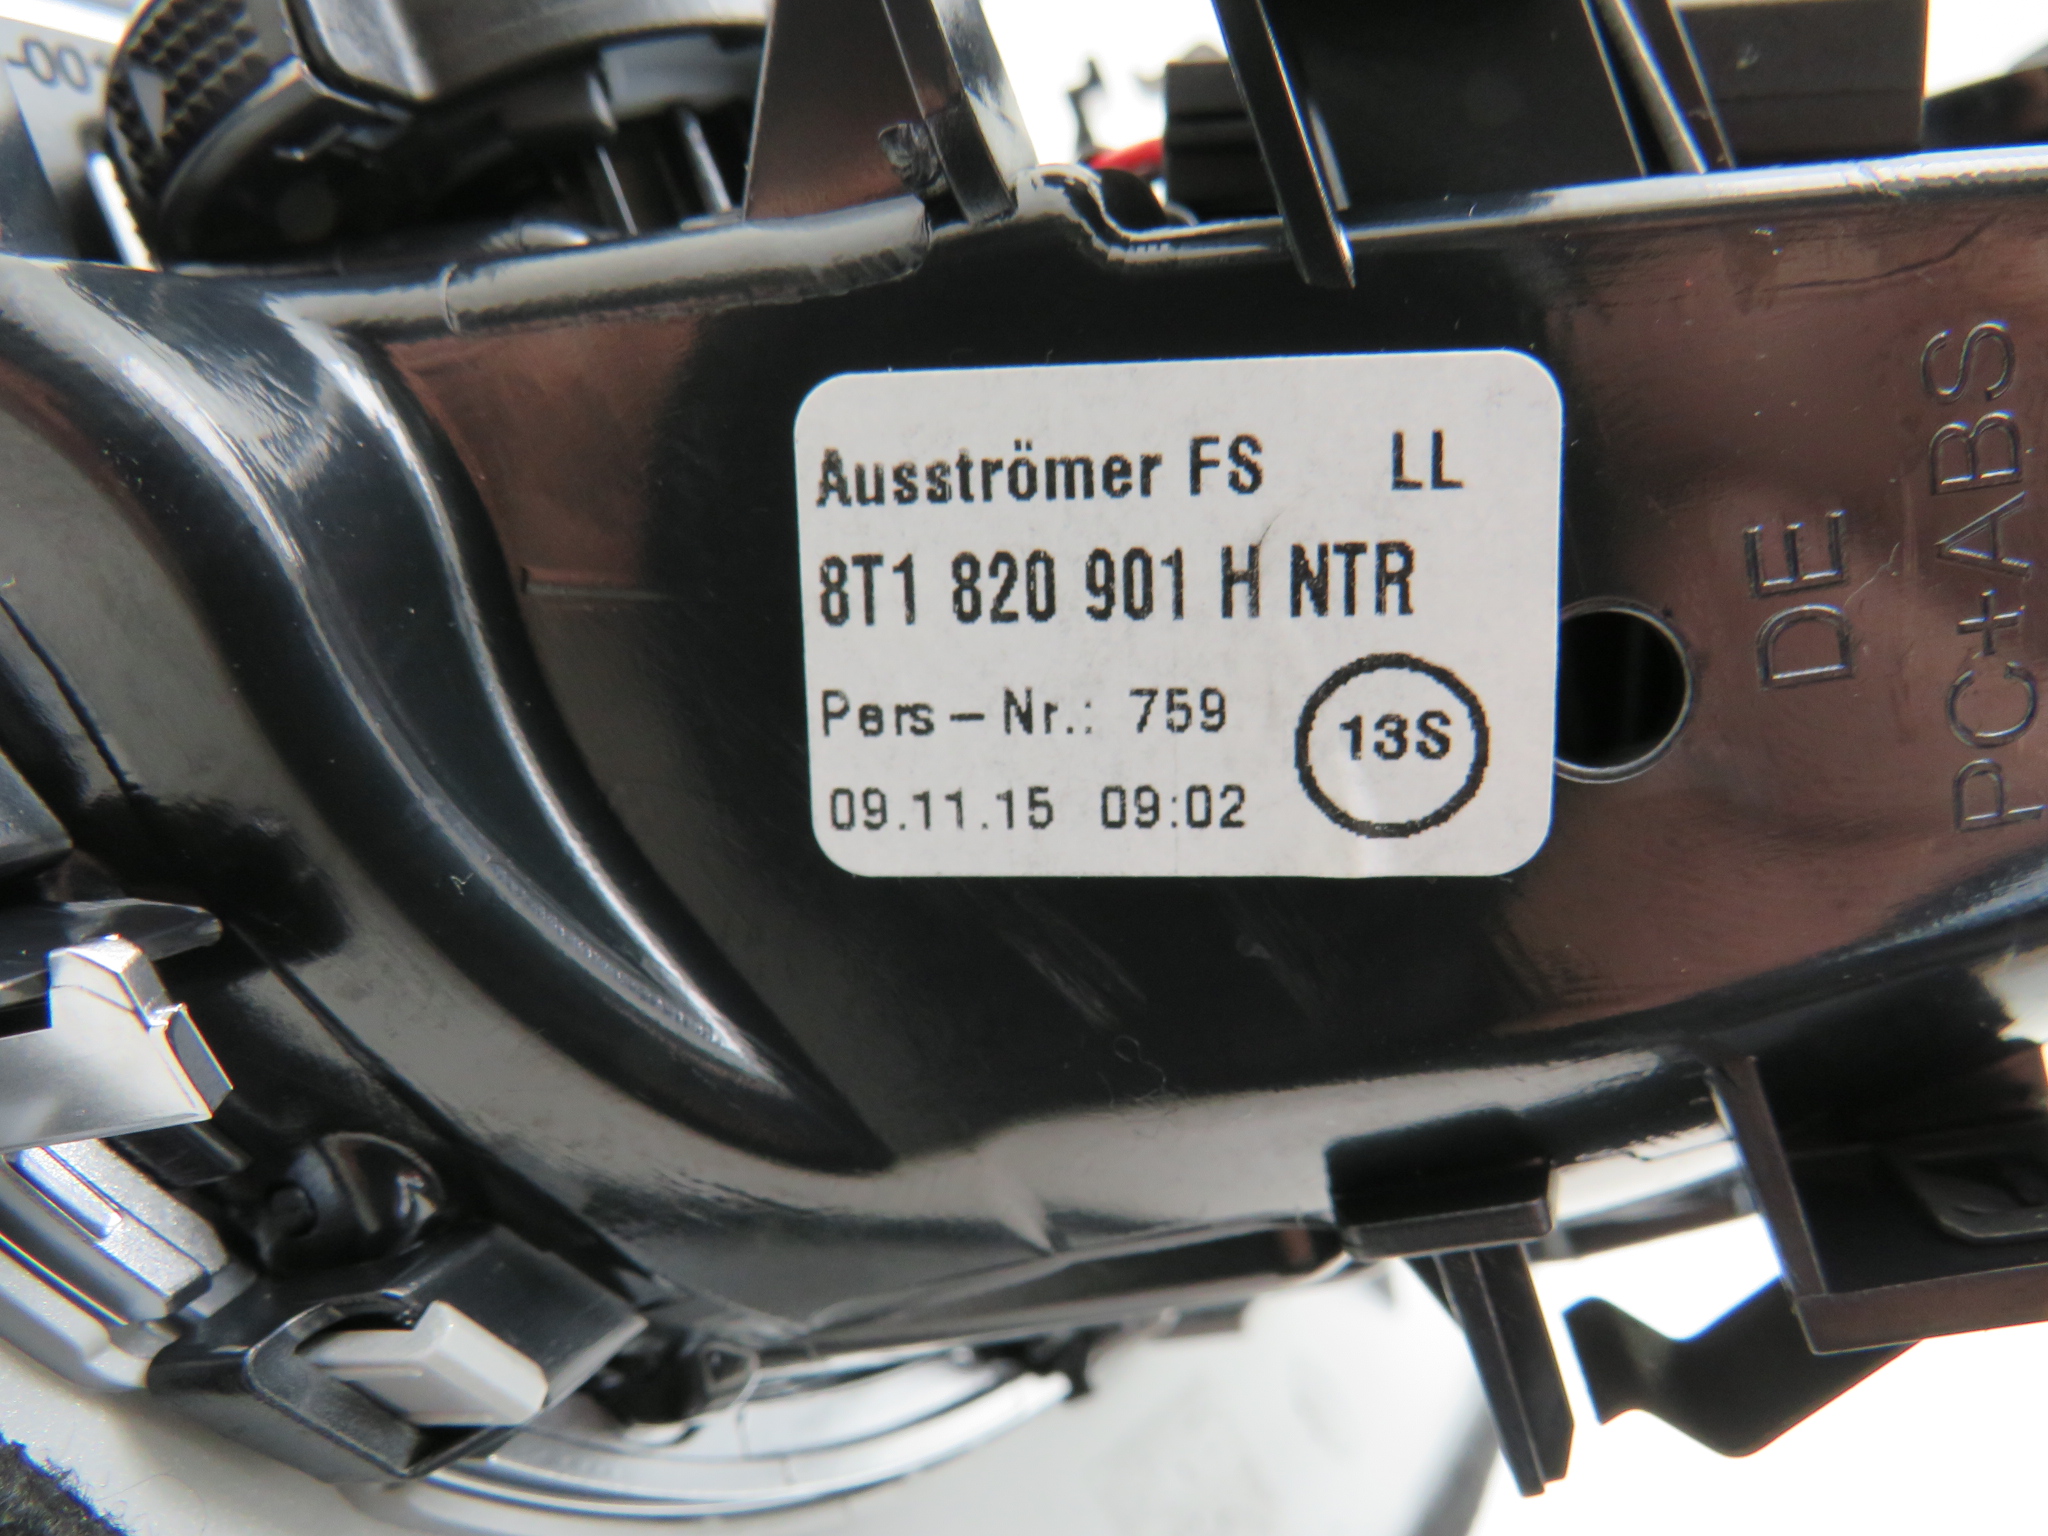 -00
Ausströmer FS LL
8T1 820 901 H NTR
Pers-Nr.: 759
13S
09.11.15 09:02
DE
PC+ABS